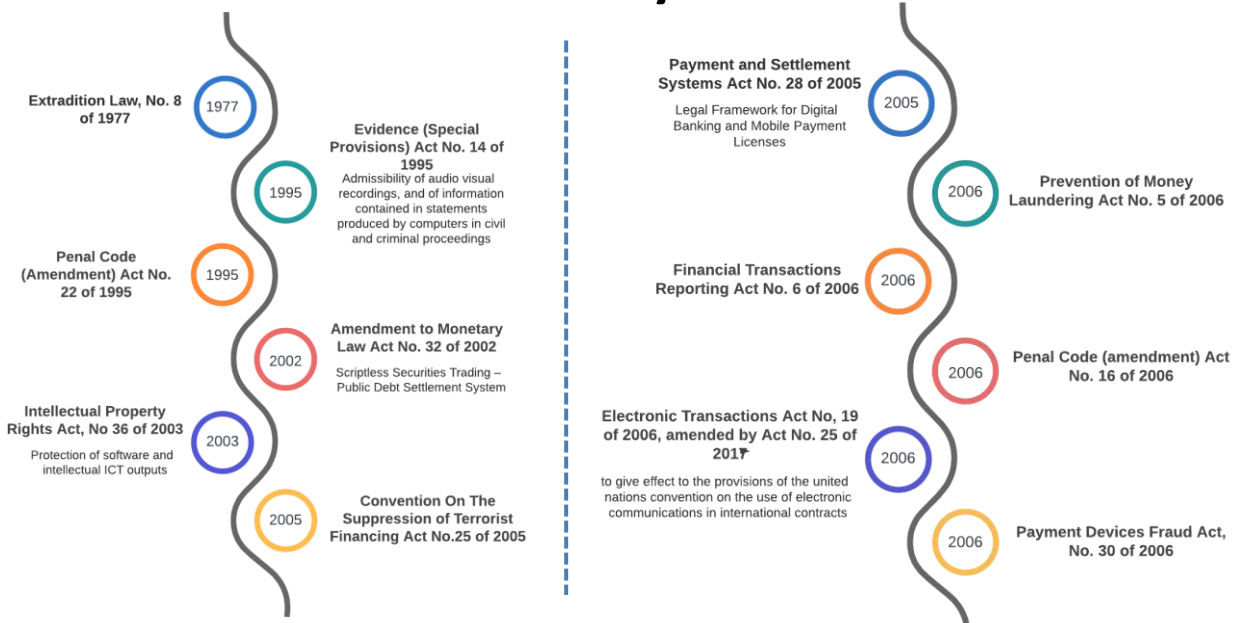 Extradition Law, No. 8
of 1977
1977
Evidence (Special
Provisions) Act No. 14 of
1995
Admissibility of audio visual
recordings, and of information
contained in statements
produced by computers in civil
and criminal proceedings
1995
Penal Code
(Amendment) Act No.
22 of 1995
1995
Amendment to Monetary
Law Act No. 32 of 2002
Scriptless Securities Trading –
Public Debt Settlement System
2002
Intellectual Property
Rights Act, No 36 of 2003
Protection of software and
intellectual ICT outputs
2003
Convention On The
Suppression of Terrorist
Financing Act No.25 of 2005
2005
Payment and Settlement
Systems Act No. 28 of 2005
Legal Framework for Digital
Banking and Mobile Payment
Licenses
2005
Prevention of Money
Laundering Act No. 5 of 2006
2006
Financial Transactions
Reporting Act No. 6 of 2006
2006
Penal Code (amendment) Act
No. 16 of 2006
2006
Electronic Transactions Act No, 19
of 2006, amended by Act No. 25 of
2017
to give effect to the provisions of the united
nations convention on the use of electronic
communications in international contracts
2006
Payment Devices Fraud Act,
No. 30 of 2006
2006